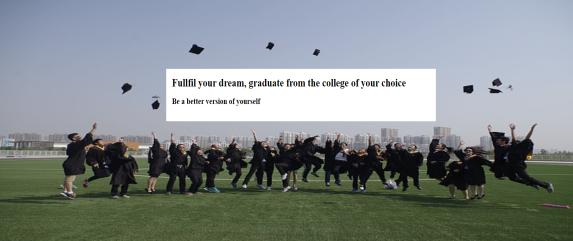 Fullfil your dream, graduate from the college of your choice
Be a better version of yourself